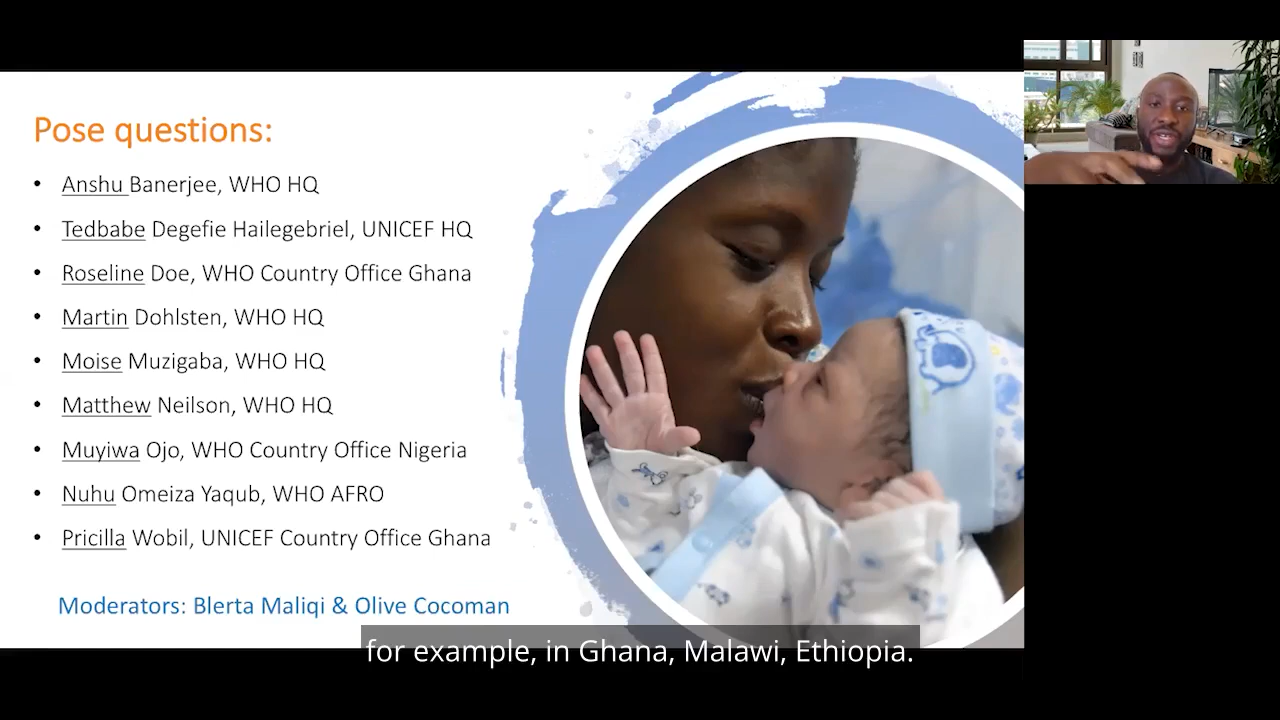 Pose questions:
• Anshu Banerjee, WHO HQ
• Tedbabe Degefie Hailegebriel, UNICEF HQ
• Roseline Doe, WHO Country Office Ghana
• Martin Dohlsten, WHO HQ
• Moise Muzigaba, WHO HQ
• Matthew Neilson, WHO HQ
• Muyiwa Ojo, WHO Country Office Nigeria
• Nuhu Omeiza Yaqub, WHO AFRO
• Pricilla Wobil, UNICEF Country Office Ghana
Moderators: Blerta Maliqi & Olive Cocoman
for example, in Ghana, Malawi, Ethiopia.